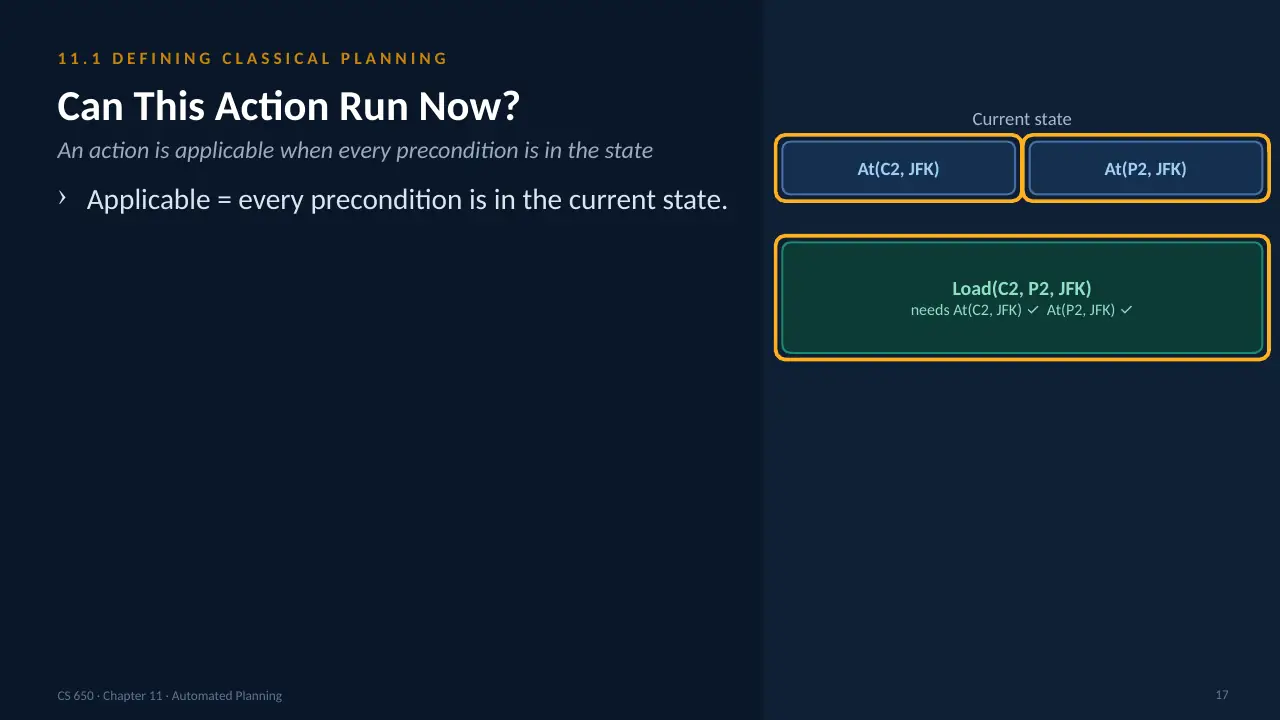 11.1 DEFINING CLASSICAL PLANNING
Can This Action Run Now?
An action is applicable when every precondition is in the state
› Applicable = every precondition is in the current state.
Current state
At(C2, JFK)
At(P2, JFK)
Load(C2, P2, JFK)
needs At(C2, JFK) ✓ At(P2, JFK) ✓
CS 650 · Chapter 11 · Automated Planning
17